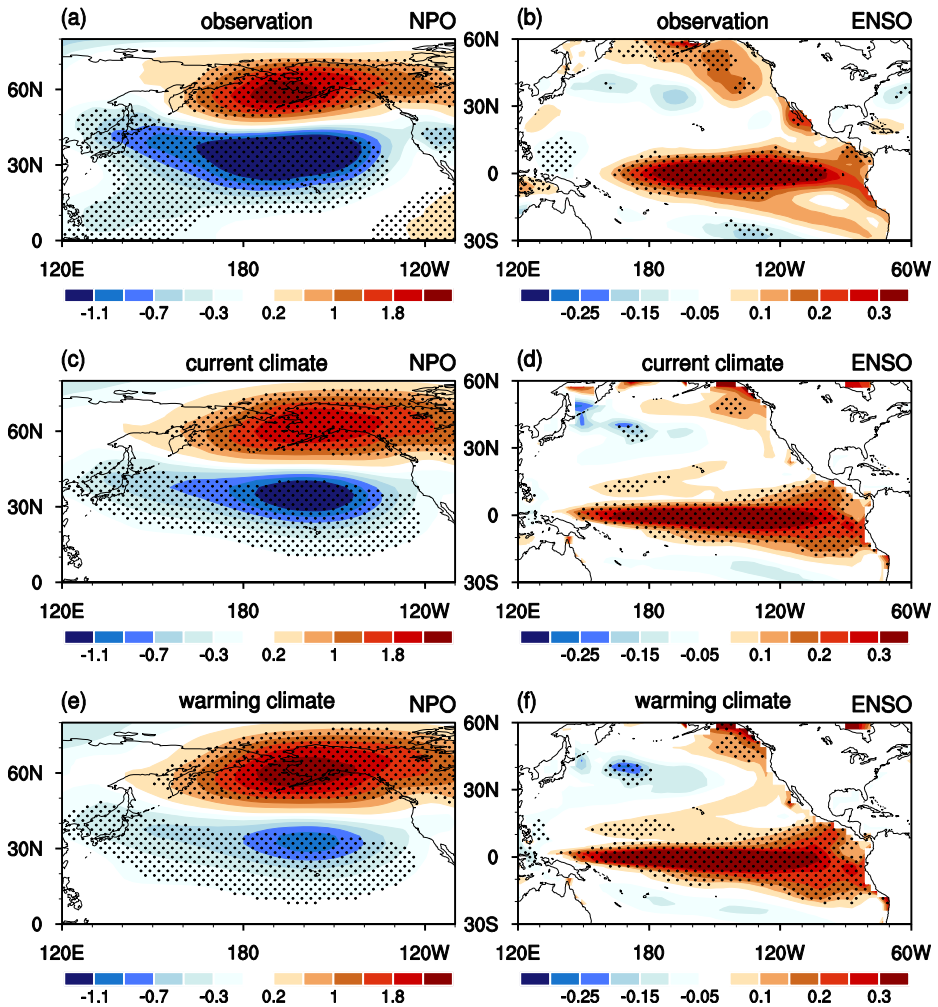 (a) observation NPO
60N
30N
0
120E 180 120W
-1.1 -0.7 -0.3 0.2 1 1.8
(b) observation ENSO
60N
30N
0
30S
120E 180 120W 60W
-0.25 -0.15 -0.05 0.1 0.2 0.3
(c) current climate NPO
60N
30N
0
120E 180 120W
-1.1 -0.7 -0.3 0.2 1 1.8
(d) current climate ENSO
60N
30N
0
30S
120E 180 120W 60W
-0.25 -0.15 -0.05 0.1 0.2 0.3
(e) warming climate NPO
60N
30N
0
120E 180 120W
-1.1 -0.7 -0.3 0.2 1 1.8
(f) warming climate ENSO
60N
30N
0
30S
120E 180 120W 60W
-0.25 -0.15 -0.05 0.1 0.2 0.3